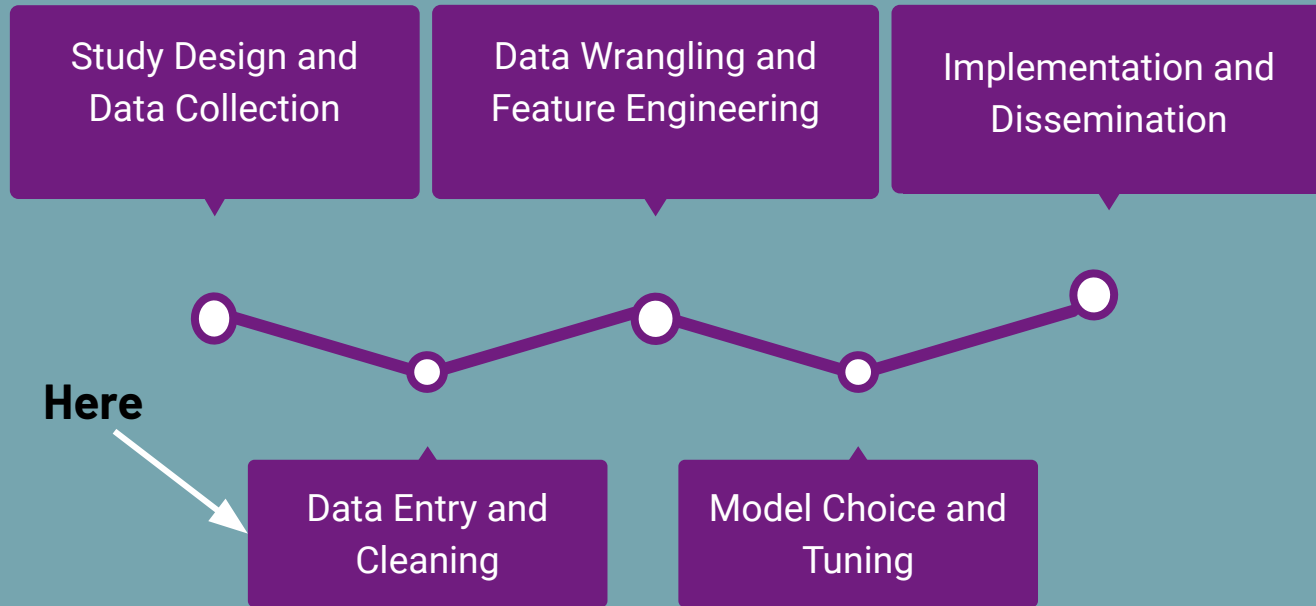 Study Design and
Data Collection
Data Wrangling and
Feature Engineering
Implementation and
Dissemination
Here
Data Entry and
Cleaning
Model Choice and
Tuning